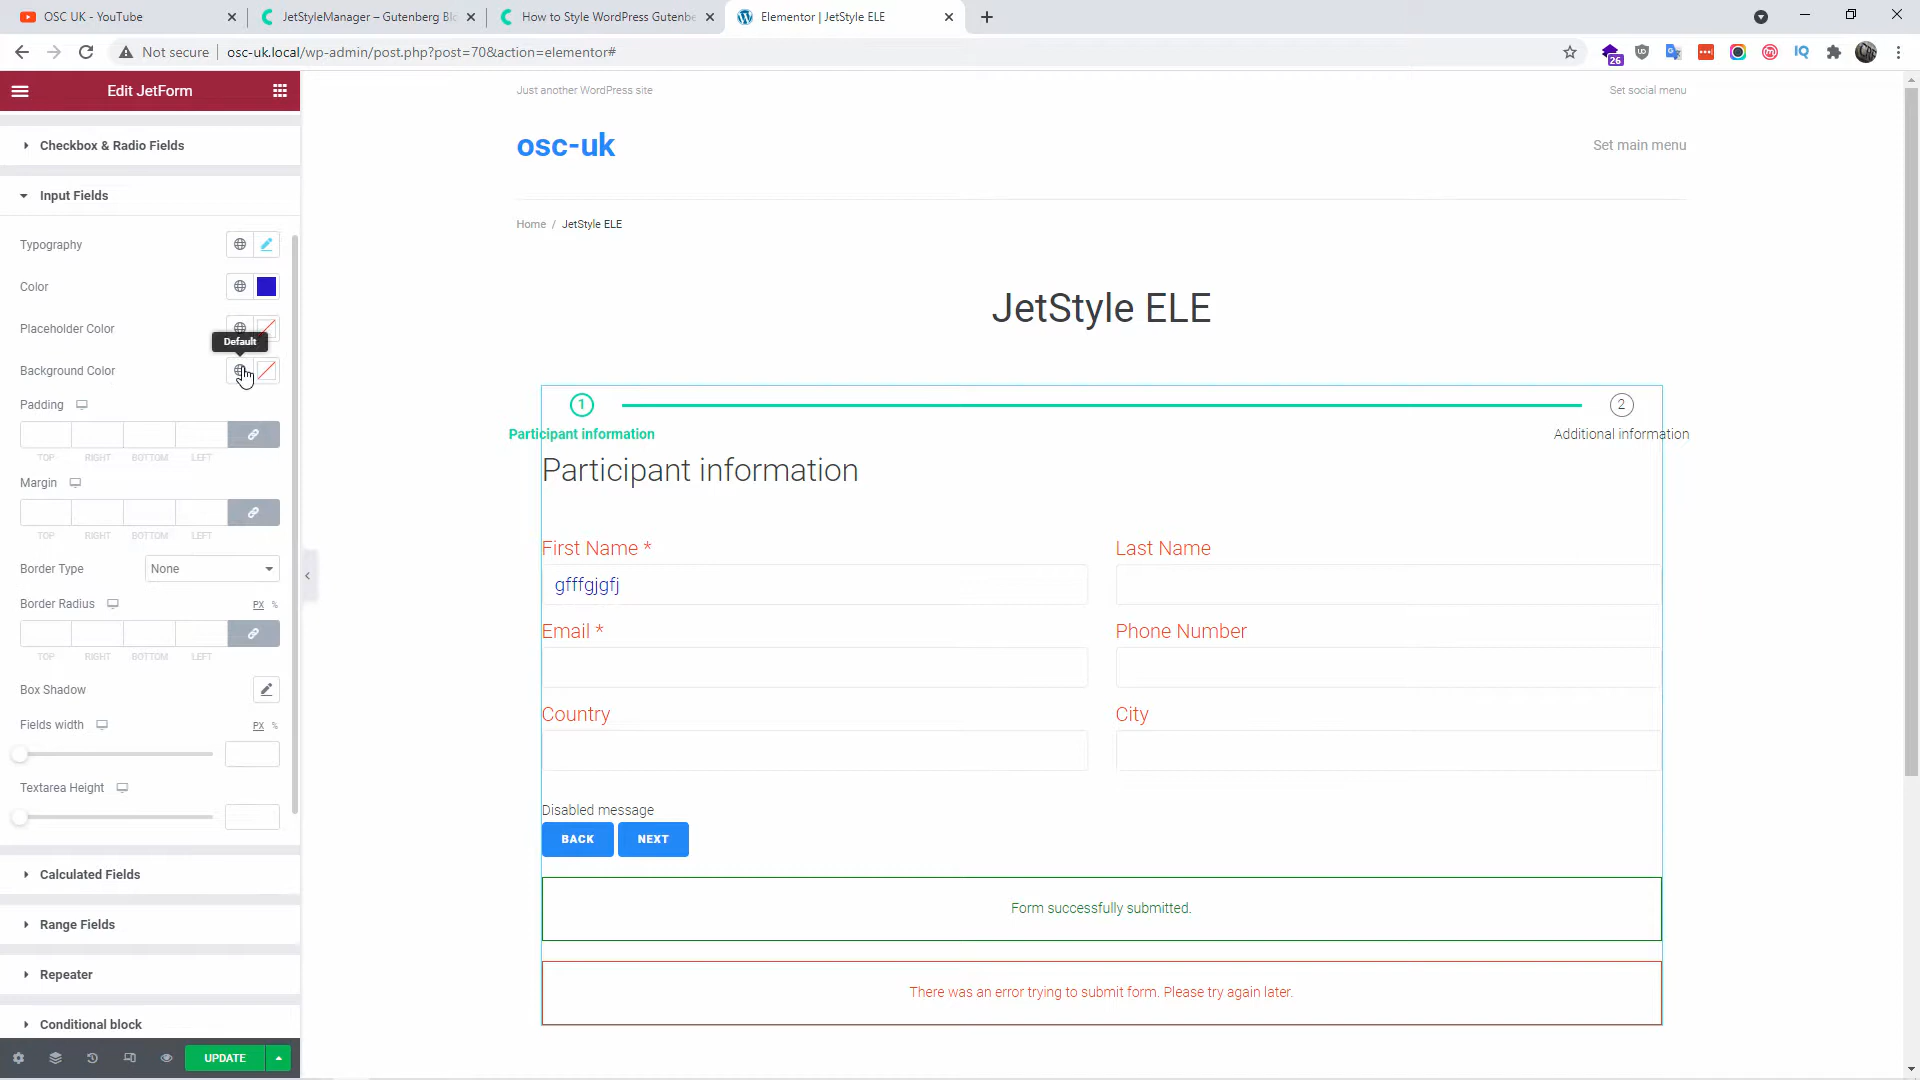 OSC UK - YouTube
JetStyleManager – Gutenberg Bl
How to Style WordPress Gutenbe
Elementor | JetStyle ELE
Not secure
osc-uk.local/wp-admin/post.php?post=70&action=elementor#
26
IQ
Edit JetForm
Just another WordPress site
Set social menu
osc-uk
Set main menu
Home / JetStyle ELE
JetStyle ELE
Checkbox & Radio Fields
Input Fields
Typography
Color
Placeholder Color
Default
Background Color
Padding
TOP RIGHT BOTTOM LEFT
Margin
TOP RIGHT BOTTOM LEFT
Border Type
None
Border Radius
PX %
TOP RIGHT BOTTOM LEFT
Box Shadow
Fields width
PX %
Textarea Height
Calculated Fields
Range Fields
Repeater
Conditional block
UPDATE
1
2
Participant information
Additional information
Participant information
First Name *
Last Name
gfffgjgfj
Email *
Phone Number
Country
City
Disabled message
BACK
NEXT
Form successfully submitted.
There was an error trying to submit form. Please try again later.